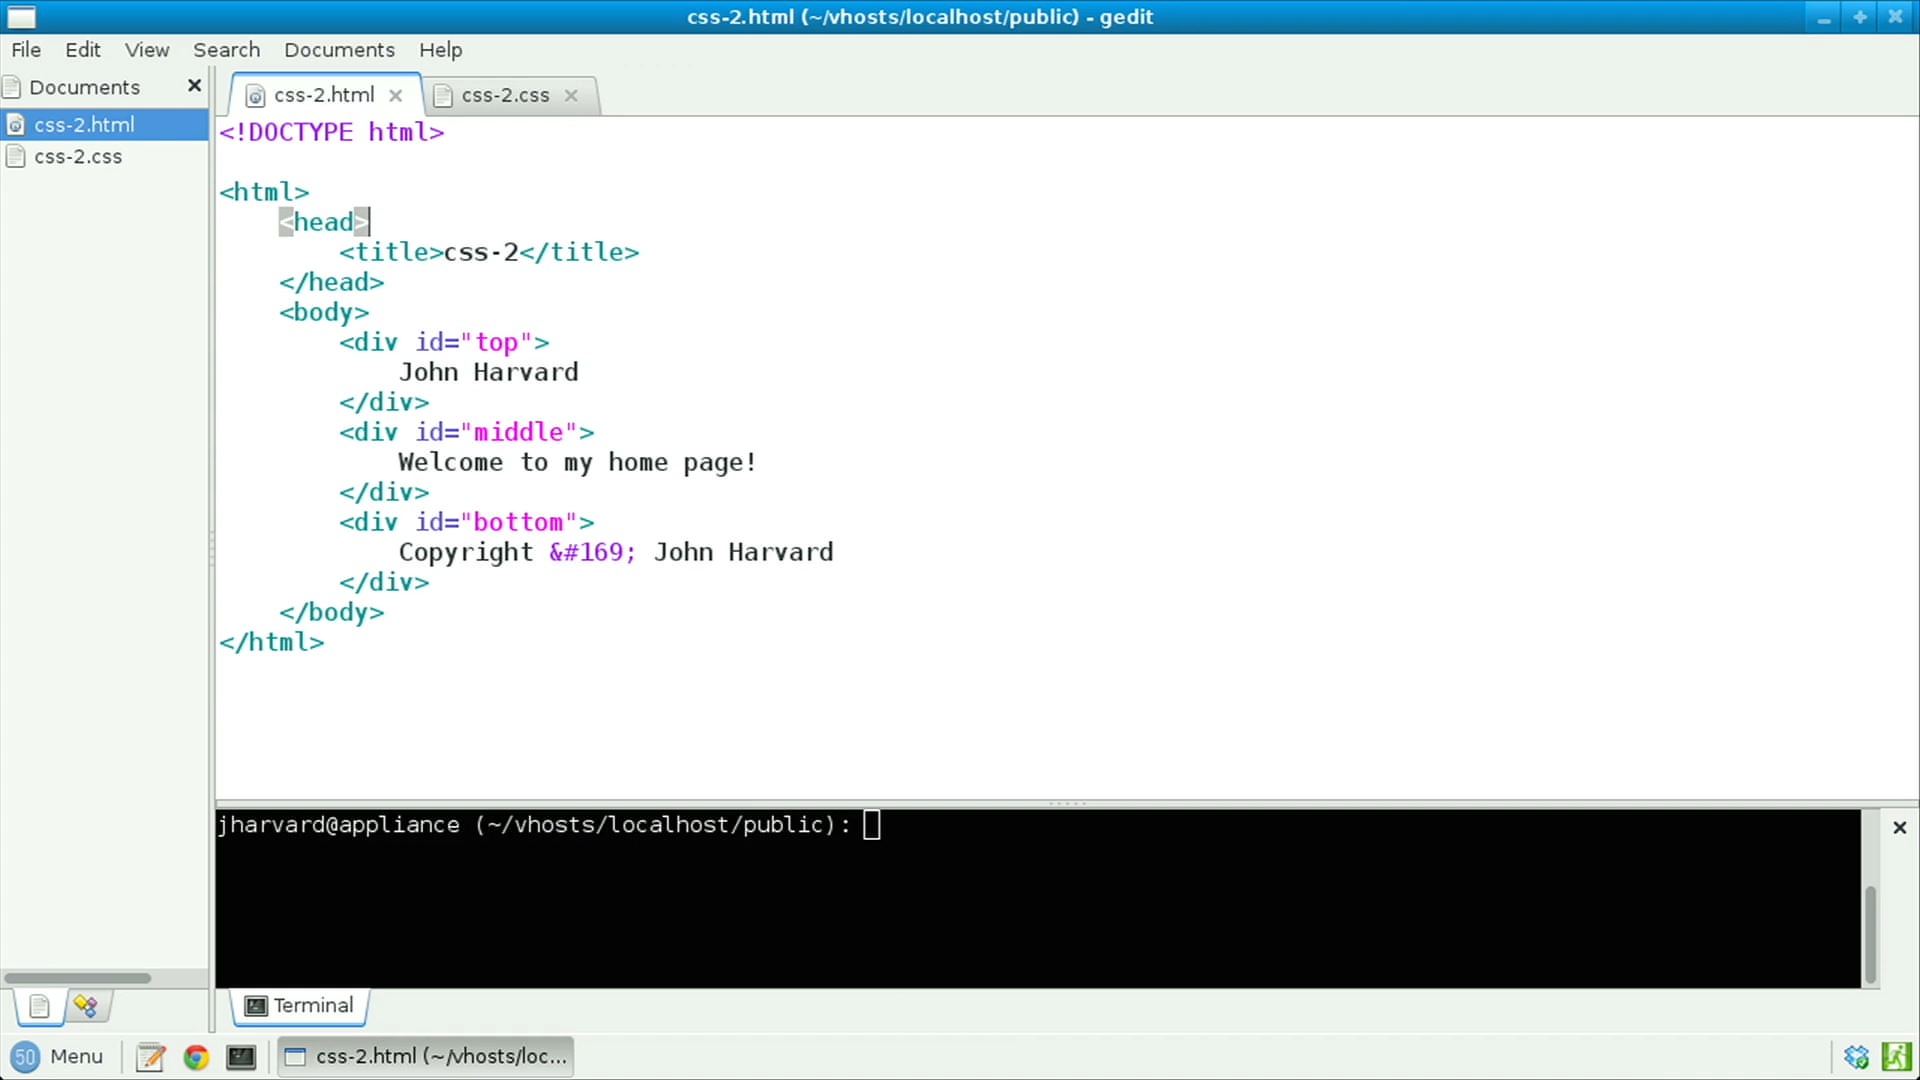 css-2.html (~/vhosts/localhost/public) - gedit
File Edit View Search Documents Help
Documents
css-2.html
css-2.css
css-2.html
css-2.css
<!DOCTYPE html>
<html>
<head>
<title>css-2</title>
</head>
<body>
<div id="top">
John Harvard
</div>
<div id="middle">
Welcome to my home page!
</div>
<div id="bottom">
Copyright &#169; John Harvard
</div>
</body>
</html>
jharvard@appliance (~/vhosts/localhost/public):
Terminal
50 Menu
css-2.html (~/vhosts/loc...